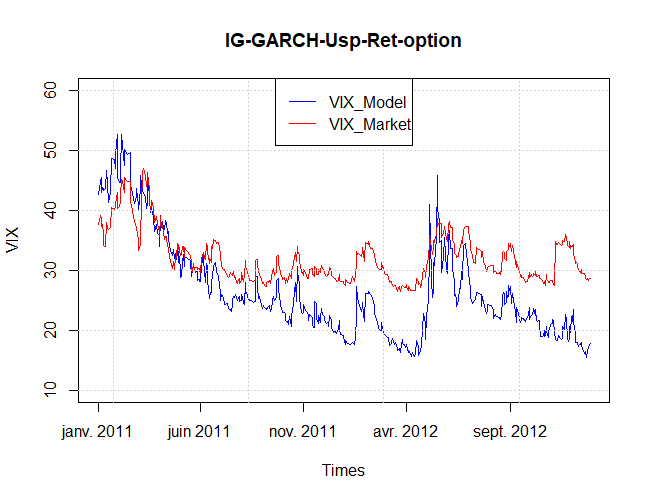 IG-GARCH-Usp-Ret-option
VIX_Model
VIX_Market
60
50
40
30
20
10
VIX
janv. 2011 juin 2011 nov. 2011 avr. 2012 sept. 2012
Times